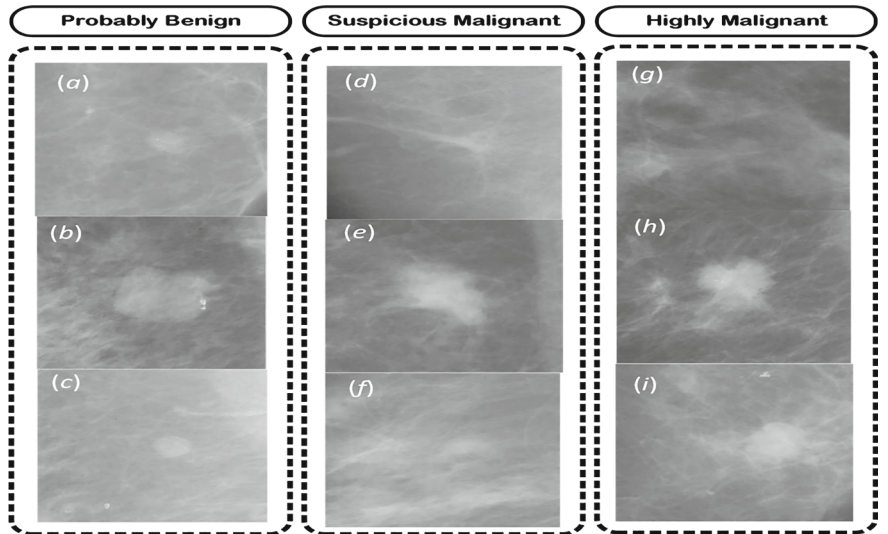 Probably Benign
Suspicious Malignant
Highly Malignant
(a)
(d)
(g)
(b)
(e)
(h)
(c)
(f)
(i)